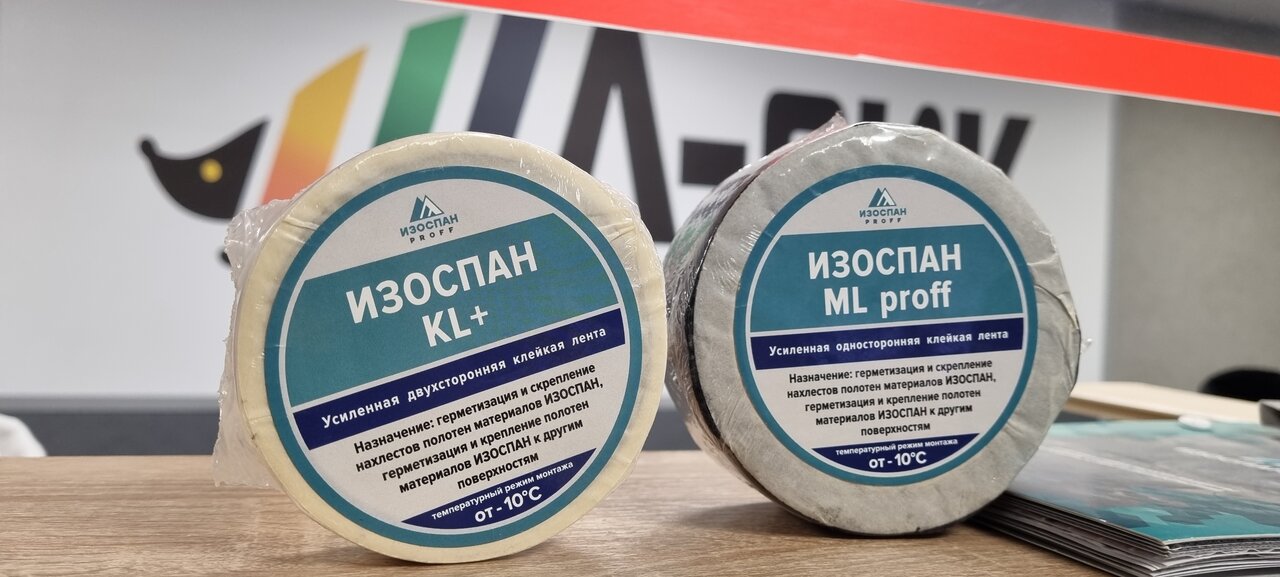 ИЗОСПАН
PROFF
ИЗОСПАН
KL+
Усиленная двухсторонняя клейкая лента
Назначение: герметизация и скрепление
нахлестов полотен материалов ИЗОСПАН,
герметизация и крепление полотен
материалов ИЗОСПАН к другим
поверхностям
температурный режим монтажа
от - 10°С
ИЗОСПАН
PROFF
ИЗОСПАН
ML proff
Усиленная односторонняя клейкая лента
Назначение: герметизация и скрепление
нахлестов полотен материалов ИЗОСПАН,
герметизация и крепление полотен
материалов ИЗОСПАН к другим
поверхностям
температурный режим монтажа
от - 10°С